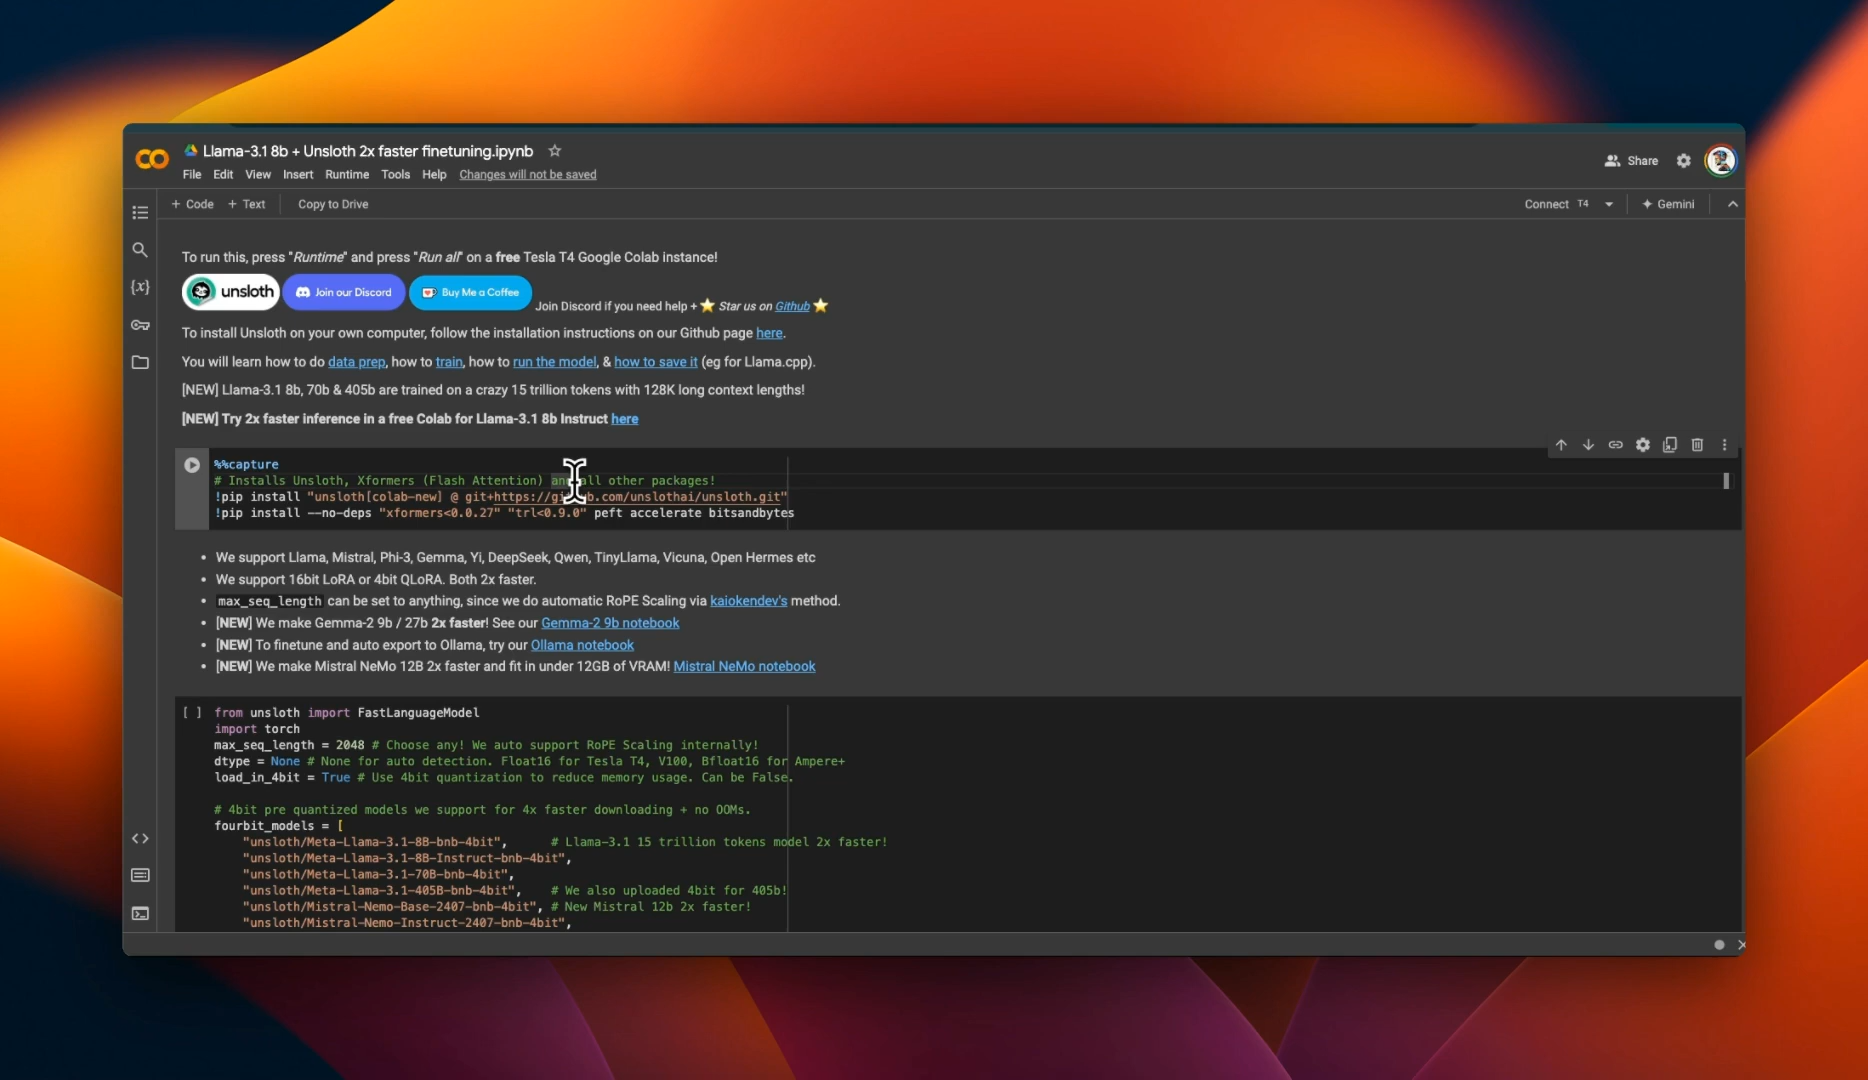 Llama-3.1 8b + Unsloth 2x faster finetuning.ipynb
File Edit View Insert Runtime Tools Help Changes will not be saved
Share
+ Code + Text Copy to Drive
Connect T4 Gemini
To run this, press "Runtime" and press "Run all" on a free Tesla T4 Google Colab instance!
unsloth Join our Discord Buy Me a Coffee Join Discord if you need help + ⭐ Star us on Github ⭐
To install Unsloth on your own computer, follow the installation instructions on our Github page here.
You will learn how to do data prep, how to train, how to run the model, & how to save it (eg for Llama.cpp).
[NEW] Llama-3.1 8b, 70b & 405b are trained on a crazy 15 trillion tokens with 128K long context lengths!
[NEW] Try 2x faster inference in a free Colab for Llama-3.1 8b Instruct here
%%capture
# Installs Unsloth, Xformers (Flash Attention) and all other packages!
!pip install "unsloth[colab-new] @ git+https://github.com/unslothai/unsloth.git"
!pip install --no-deps "xformers<0.0.27" "trl<0.9.0" peft accelerate bitsandbytes
• We support Llama, Mistral, Phi-3, Gemma, Yi, DeepSeek, Qwen, TinyLlama, Vicuna, Open Hermes etc
• We support 16bit LoRA or 4bit QLoRA. Both 2x faster.
• max_seq_length can be set to anything, since we do automatic RoPE Scaling via kaiokendev's method.
• [NEW] We make Gemma-2 9b / 27b 2x faster! See our Gemma-2 9b notebook
• [NEW] To finetune and auto export to Ollama, try our Ollama notebook
• [NEW] We make Mistral NeMo 12B 2x faster and fit in under 12GB of VRAM! Mistral NeMo notebook
[ ] from unsloth import FastLanguageModel
import torch
max_seq_length = 2048 # Choose any! We auto support RoPE Scaling internally!
dtype = None # None for auto detection. Float16 for Tesla T4, V100, Bfloat16 for Ampere+
load_in_4bit = True # Use 4bit quantization to reduce memory usage. Can be False.
# 4bit pre quantized models we support for 4x faster downloading + no OOMs.
fourbit_models = [
"unsloth/Meta-Llama-3.1-8B-bnb-4bit", # Llama-3.1 15 trillion tokens model 2x faster!
"unsloth/Meta-Llama-3.1-8B-Instruct-bnb-4bit",
"unsloth/Meta-Llama-3.1-70B-bnb-4bit",
"unsloth/Meta-Llama-3.1-405B-bnb-4bit", # We also uploaded 4bit for 405b!
"unsloth/Mistral-Nemo-Base-2407-bnb-4bit", # New Mistral 12b 2x faster!
"unsloth/Mistral-Nemo-Instruct-2407-bnb-4bit",